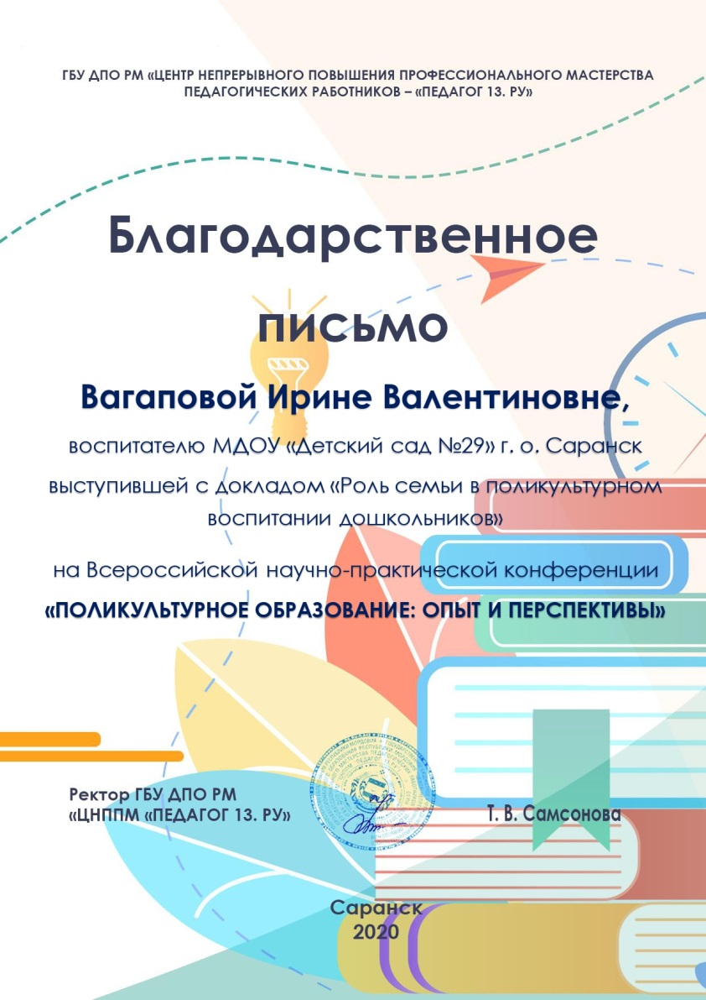 ГБУ ДПО РМ «ЦЕНТР НЕПРЕРЫВНОГО ПОВЫШЕНИЯ ПРОФЕССИОНАЛЬНОГО МАСТЕРСТВА
ПЕДАГОГИЧЕСКИХ РАБОТНИКОВ – «ПЕДАГОГ 13. РУ»
Благодарственное
письмо
Вагаповой Ирине Валентиновне,
воспитателю МДОУ «Детский сад №29» г. о. Саранск
выступившей с докладом «Роль семьи в поликультурном
воспитании дошкольников»
на Всероссийской научно-практической конференции
«ПОЛИКУЛЬТУРНОЕ ОБРАЗОВАНИЕ: ОПЫТ И ПЕРСПЕКТИВЫ»
Ректор ГБУ ДПО РМ
«ЦНППМ «ПЕДАГОГ 13. РУ»
Т. В. Самсонова
Саранск
2020